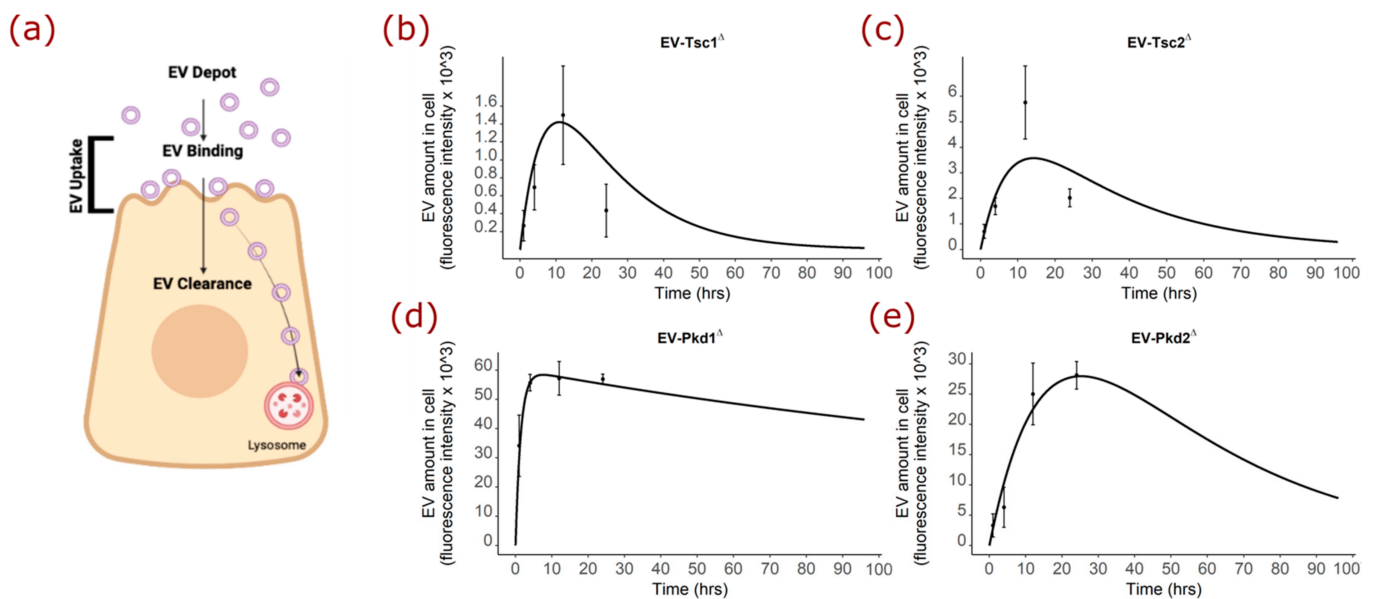 (a)
EV Depot
EV Binding
EV Uptake
EV Clearance
Lysosome
(b)
EV-Tsc1Δ
EV amount in cell
(fluorescence intensity x 10^3)
1.6
1.4
1.2
1.0
0.8
0.6
0.4
0.2
0 10 20 30 40 50 60 70 80 90 100
Time (hrs)
(c)
EV-Tsc2Δ
EV amount in cell
(fluorescence intensity x 10^3)
6
5
4
3
2
1
0
0 10 20 30 40 50 60 70 80 90 100
Time (hrs)
(d)
EV-Pkd1Δ
EV amount in cell
(fluorescence intensity x 10^3)
60
50
40
30
20
10
0
0 10 20 30 40 50 60 70 80 90 100
Time (hrs)
(e)
EV-Pkd2Δ
EV amount in cell
(fluorescence intensity x 10^3)
30
25
20
15
10
5
0
0 10 20 30 40 50 60 70 80 90 100
Time (hrs)